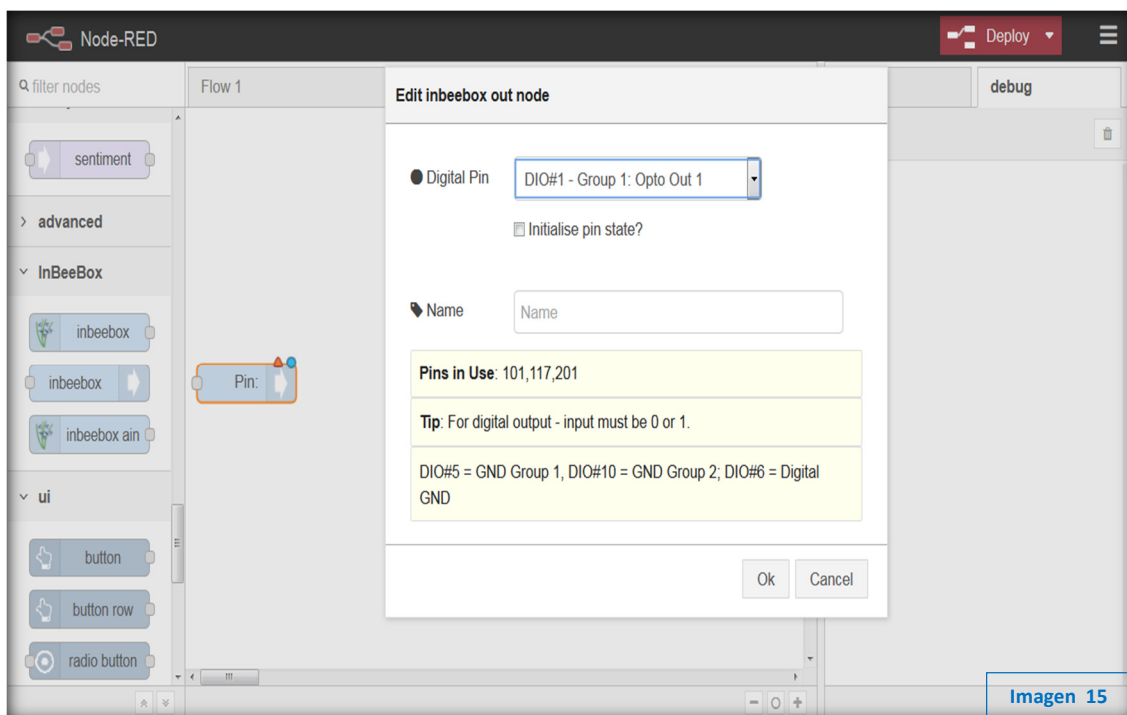 Node-RED
Deploy
filter nodes
Flow 1
debug
sentiment
advanced
InBeeBox
inbeebox
inbeebox
inbeebox ain
ui
button
button row
radio button
Pin:
Edit inbeebox out node
Digital Pin
DIO#1 - Group 1: Opto Out 1
Initialise pin state?
Name
Name
Pins in Use: 101,117,201
Tip: For digital output - input must be 0 or 1.
DIO#5 = GND Group 1, DIO#10 = GND Group 2; DIO#6 = Digital
GND
Ok
Cancel
Imagen 15